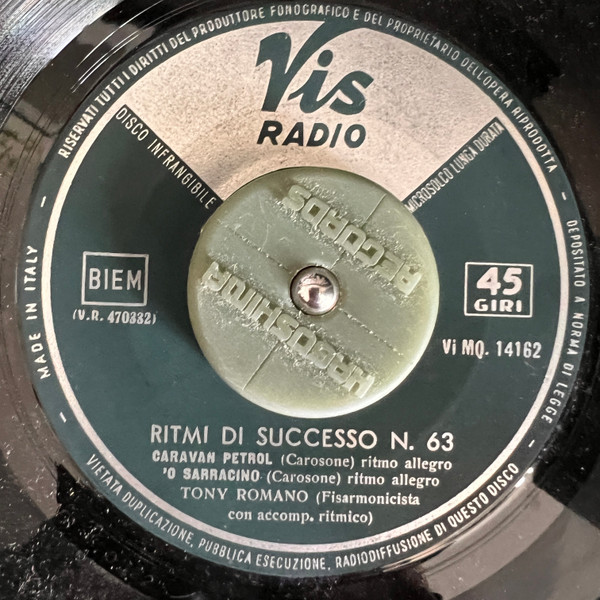 RISERVATI TUTTI I DIRITTI DEL PRODUTTORE FONOGRAFICO E DEL PROPRIETARIO DELL'OPERA RIPRODOTTA
Vis
RADIO
DISCO INFRANGIBILE
MICROSOLCO LUNGA DURATA
RECORDS
KAGOSHIMA
BIEM
(V.R. 470332)
45
GIRI
Vi MQ. 14162
MADE IN ITALY
DEPOSITATO A NORMA DI LEGGE
RITMI DI SUCCESSO N. 63
CARAVAN PETROL (Carosone) ritmo allegro
'O SARRACINO (Carosone) ritmo allegro
TONY ROMANO (Fisarmonicista
con accomp. ritmico)
VIETATA DUPLICAZIONE, PUBBLICA ESECUZIONE, RADIODIFFUSIONE DI QUESTO DISCO